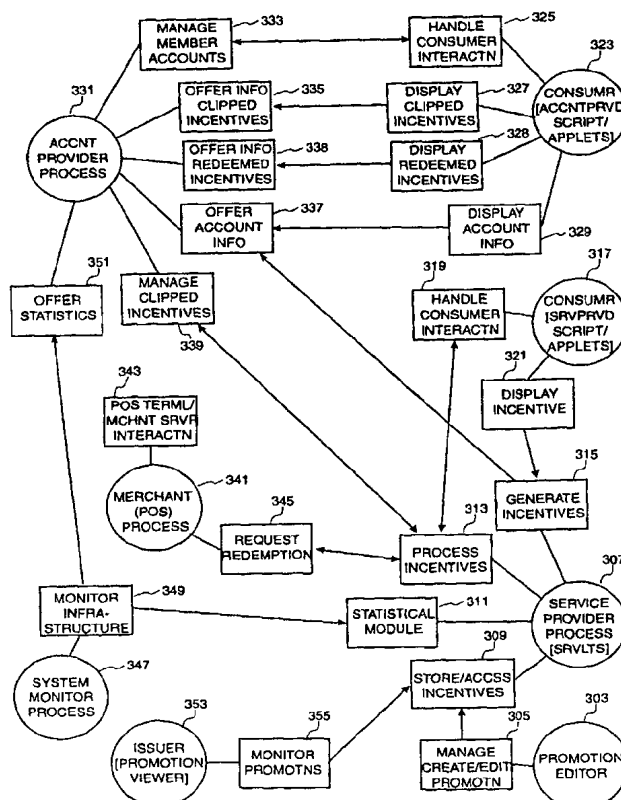 333
MANAGE
MEMBER
ACCOUNTS
325
HANDLE
CONSUMER
INTERACTN
323
CONSUMR
[ACCNTPRVD
SCRIPT/
APPLETS]
331
ACCNT
PROVIDER
PROCESS
335
OFFER INFO
CLIPPED
INCENTIVES
327
DISPLAY
CLIPPED
INCENTIVES
338
OFFER INFO
REDEEMED
INCENTIVES
328
DISPLAY
REDEEMED
INCENTIVES
337
OFFER
ACCOUNT
INFO
DISPLAY
ACCOUNT
INFO
329
351
OFFER
STATISTICS
MANAGE
CLIPPED
INCENTIVES
339
319
HANDLE
CONSUMER
INTERACTN
317
CONSUMR
[SRVPRVD
SCRIPT/
APPLETS]
321
DISPLAY
INCENTIVE
343
POS TERML/
MCHNT SRVR
INTERACTN
341
MERCHANT
(POS)
PROCESS
345
REQUEST
REDEMPTION
313
PROCESS
INCENTIVES
315
GENERATE
INCENTIVES
307
SERVICE
PROVIDER
PROCESS
[SRVLTS]
349
MONITOR
INFRA-
STRUCTURE
311
STATISTICAL
MODULE
347
SYSTEM
MONITOR
PROCESS
309
STORE/ACCSS
INCENTIVES
353
ISSUER
[PROMOTION
VIEWER]
355
MONITOR
PROMOTNS
305
MANAGE
CREATE/EDIT
PROMOTN
303
PROMOTION
EDITOR